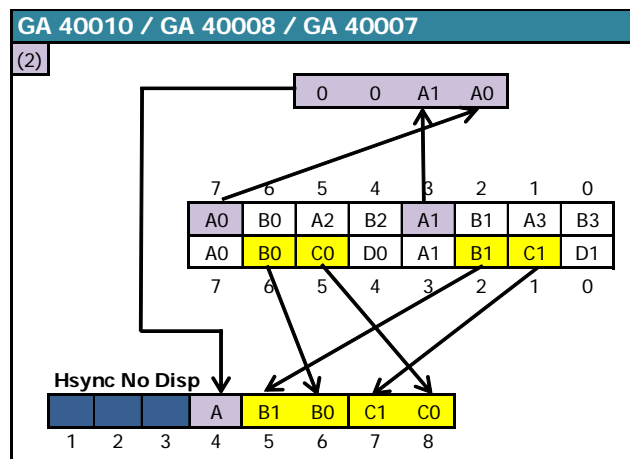 GA 40010 / GA 40008 / GA 40007
(2)
0 0 A1 A0
7 6 5 4 3 2 1 0
A0 B0 A2 B2 A1 B1 A3 B3
A0 B0 C0 D0 A1 B1 C1 D1
7 6 5 4 3 2 1 0
Hsync No Disp
A B1 B0 C1 C0
1 2 3 4 5 6 7 8